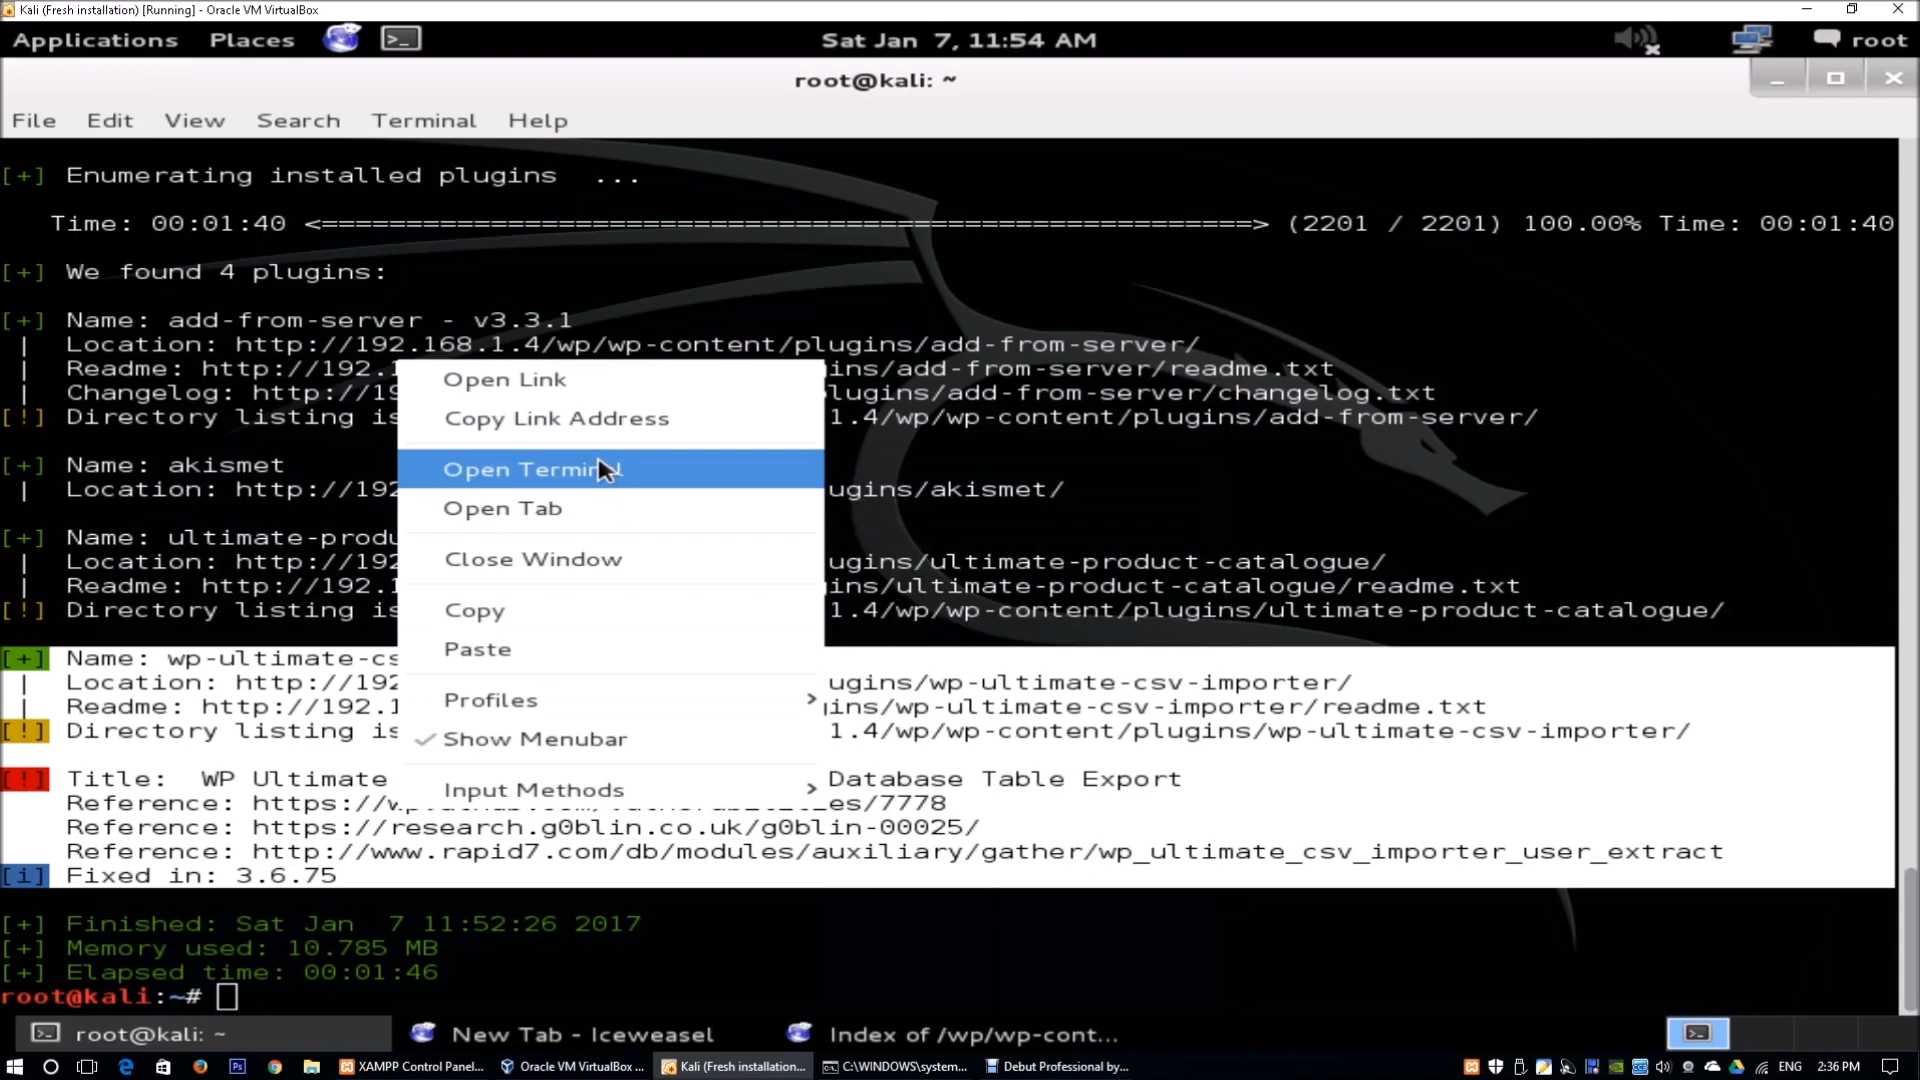 Kali (Fresh installation) [Running] - Oracle VM VirtualBox
Applications Places Sat Jan 7, 11:54 AM root
root@kali: ~
File Edit View Search Terminal Help
[+] Enumerating installed plugins ...
Time: 00:01:40 <=======================================================> (2201 / 2201) 100.00% Time: 00:01:40
[+] We found 4 plugins:
[+] Name: add-from-server - v3.3.1
| Location: http://192.168.1.4/wp/wp-content/plugins/add-from-server/
| Readme: http://192.1 ugins/add-from-server/readme.txt
| Changelog: http://19 lugins/add-from-server/changelog.txt
[!] Directory listing is 1.4/wp/wp-content/plugins/add-from-server/
[+] Name: akismet
| Location: http://192 ugins/akismet/
[+] Name: ultimate-produ
| Location: http://192 ugins/ultimate-product-catalogue/
| Readme: http://192.1 gins/ultimate-product-catalogue/readme.txt
[!] Directory listing is 1.4/wp/wp-content/plugins/ultimate-product-catalogue/
[+] Name: wp-ultimate-cs
| Location: http://192 ugins/wp-ultimate-csv-importer/
| Readme: http://192.1 gins/wp-ultimate-csv-importer/readme.txt
[!] Directory listing is 1.4/wp/wp-content/plugins/wp-ultimate-csv-importer/
[!] Title: WP Ultimate Database Table Export
Reference: es/7778
Reference: https://research.g0blin.co.uk/g0blin-00025/
Reference: http://www.rapid7.com/db/modules/auxiliary/gather/wp_ultimate_csv_importer_user_extract
[i] Fixed in: 3.6.75
[+] Finished: Sat Jan 7 11:52:26 2017
[+] Memory used: 10.785 MB
[+] Elapsed time: 00:01:46
root@kali:~#
Open Link
Copy Link Address
Open Terminal
Open Tab
Close Window
Copy
Paste
Profiles
Show Menubar
Input Methods
root@kali: ~ New Tab - Iceweasel Index of /wp/wp-cont...
XAMPP Control Panel... Oracle VM VirtualBox ... Kali (Fresh installation... C:\WINDOWS\system... Debut Professional by... ENG 2:36 PM